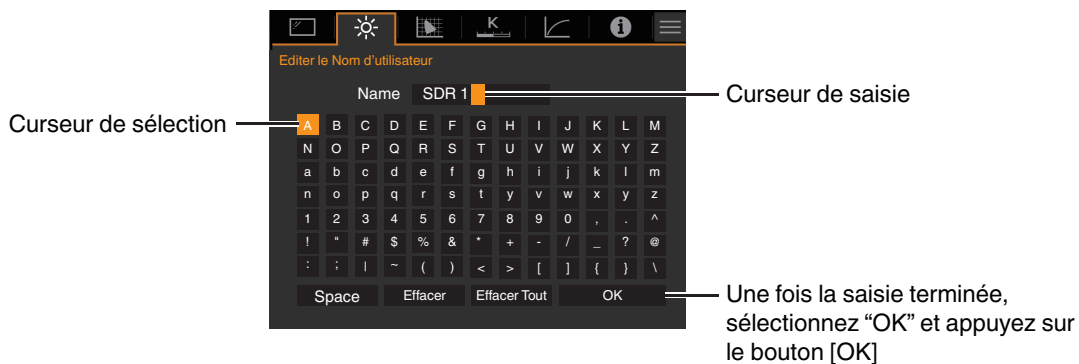 K
i
Editer le Nom d'utilisateur
Name SDR 1
Curseur de saisie
Curseur de sélection
A B C D E F G H I J K L M
N O P Q R S T U V W X Y Z
a b c d e f g h i j k l m
n o p q r s t y v w x y z
1 2 3 4 5 6 7 8 9 0 , . ^
! " # $ % & * + - / _ ? @
: ; | ~ ( ) < > [ ] { } \
Space Effacer Effacer Tout OK
Une fois la saisie terminée,
sélectionnez “OK” et appuyez sur
le bouton [OK]